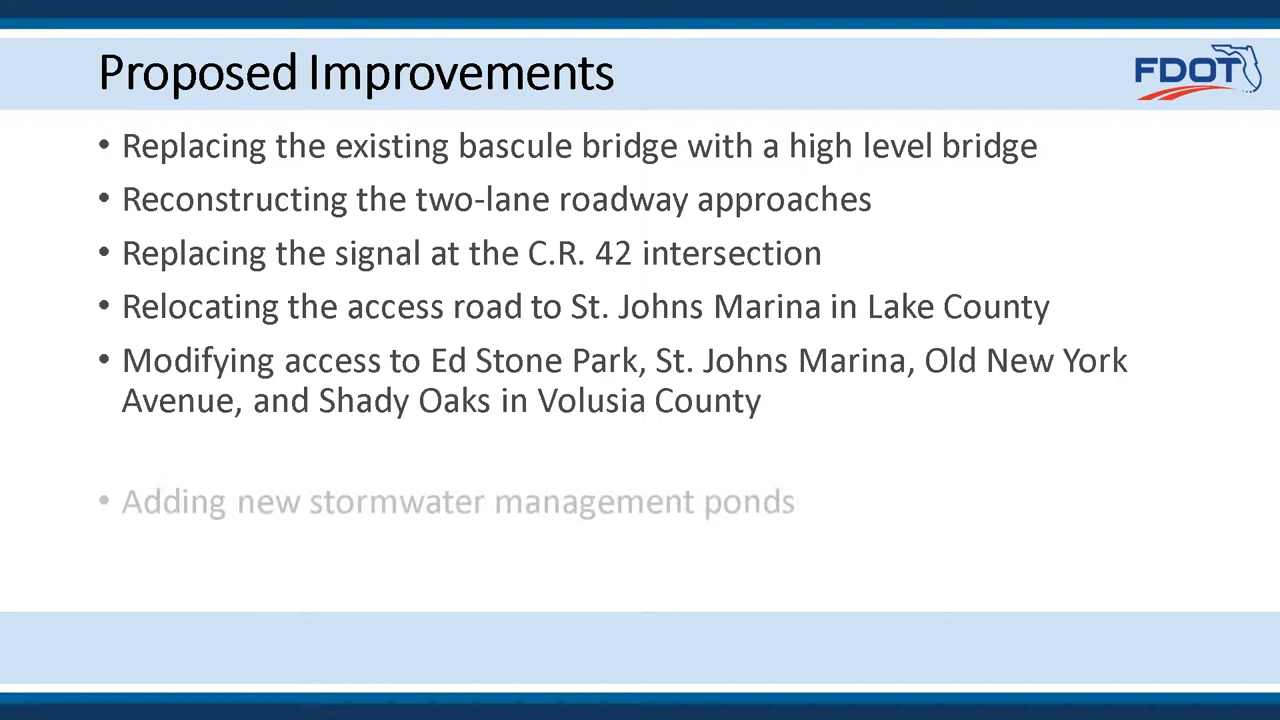 Proposed Improvements
FDOT
• Replacing the existing bascule bridge with a high level bridge
• Reconstructing the two-lane roadway approaches
• Replacing the signal at the C.R. 42 intersection
• Relocating the access road to St. Johns Marina in Lake County
• Modifying access to Ed Stone Park, St. Johns Marina, Old New York
Avenue, and Shady Oaks in Volusia County
• Adding new stormwater management ponds